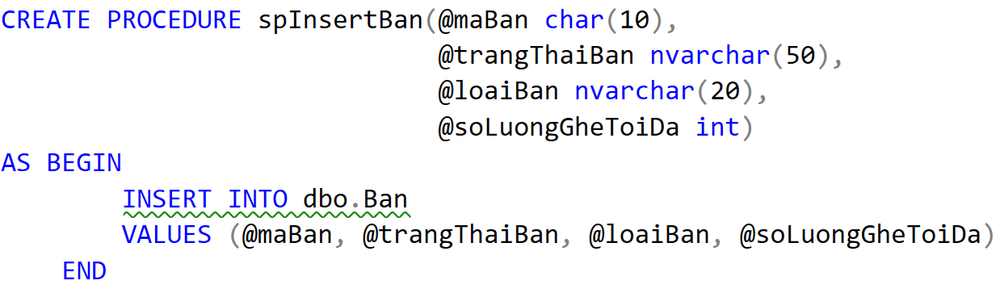 CREATE PROCEDURE spInsertBan(@maBan char(10),
@trangThaiBan nvarchar(50),
@loaiBan nvarchar(20),
@soLuongGheToiDa int)
AS BEGIN
INSERT INTO dbo.Ban
VALUES (@maBan, @trangThaiBan, @loaiBan, @soLuongGheToiDa)
END